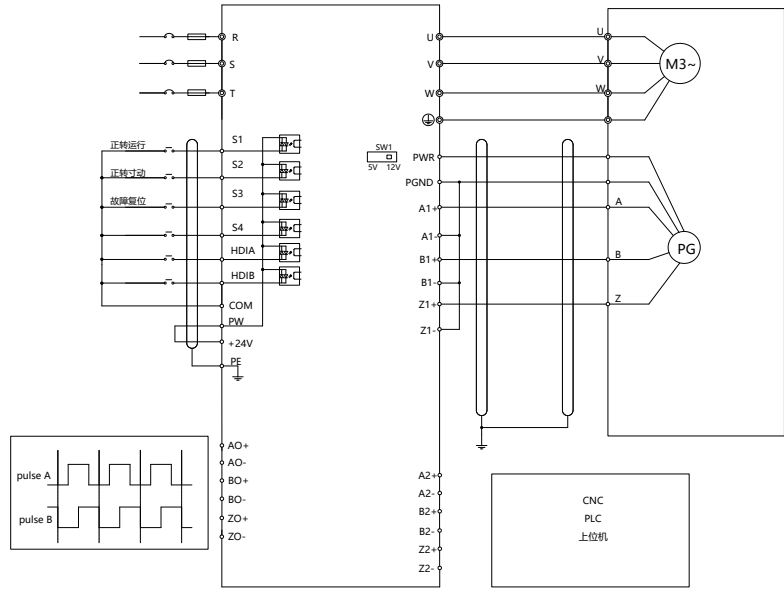 R
S
T
正转运行
正转寸动
故障复位
S1
S2
S3
S4
HDIA
HDIB
COM
PW
+24V
PE
SW1
5V 12V
U
V
W
PWR
PGND
A1+
A1-
B1+
B1-
Z1+
Z1-
U
V
W
M3~
A
B
Z
PG
pulse A
pulse B
AO+
AO-
BO+
BO-
ZO+
ZO-
A2+
A2-
B2+
B2-
Z2+
Z2-
CNC
PLC
上位机